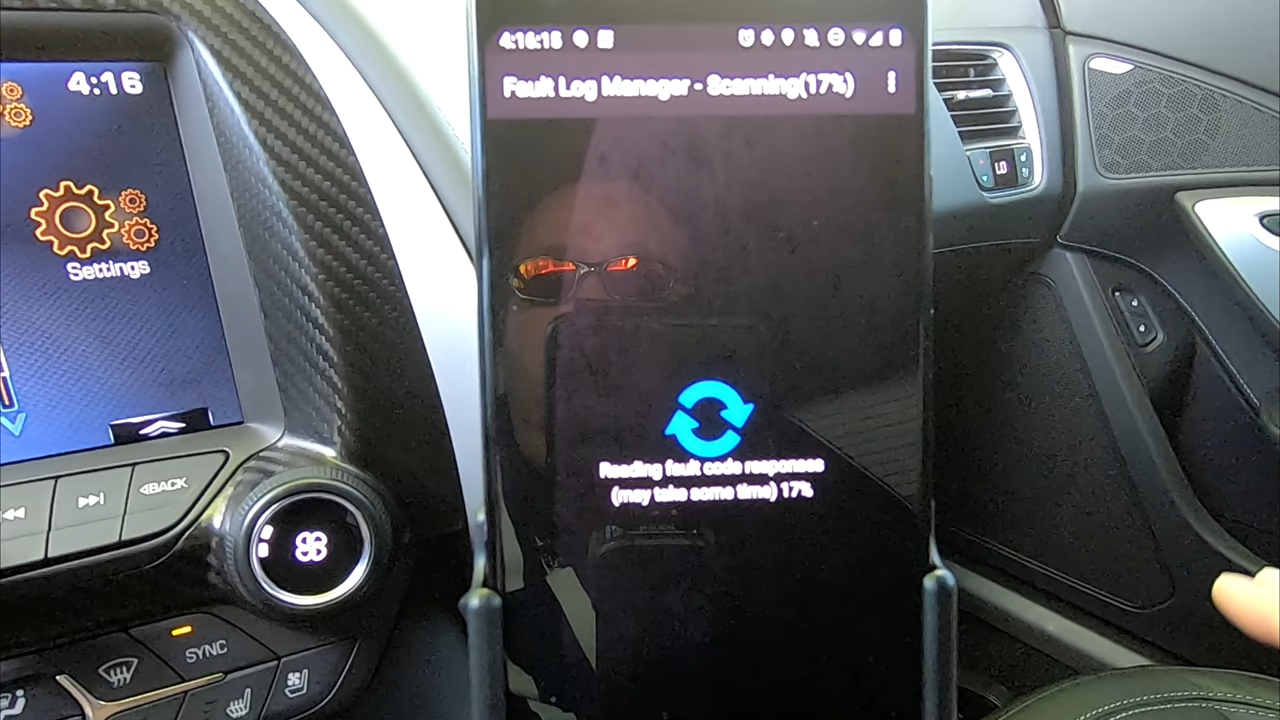 4:16
Settings
BACK
SYNC
4:16:15
Fault Log Manager - Scanning(17%)
Reading fault code responses
(may take some time) 17%
LO